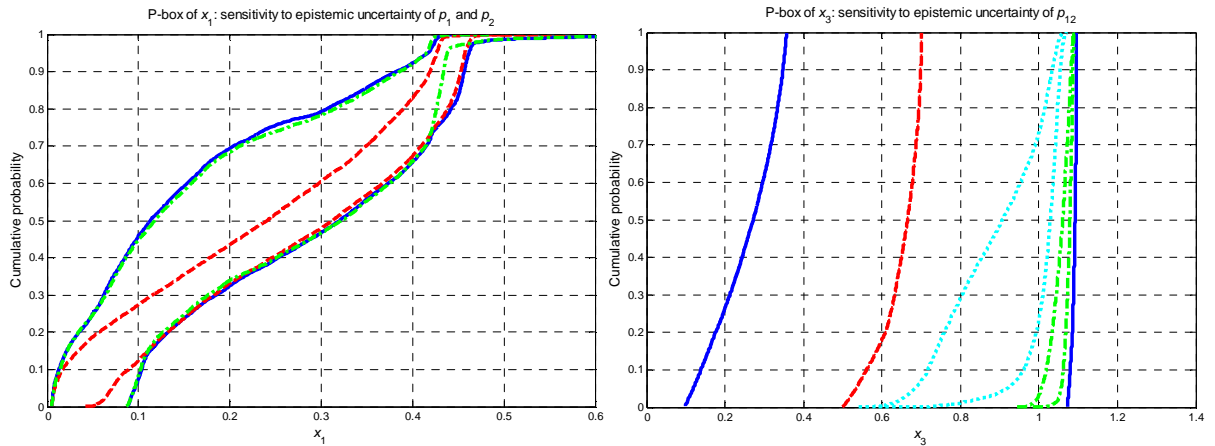 P-box of x1: sensitivity to epistemic uncertainty of p1 and p2
Cumulative probability
1
0.9
0.8
0.7
0.6
0.5
0.4
0.3
0.2
0.1
0
0 0.1 0.2 0.3 0.4 0.5 0.6
x1
P-box of x3: sensitivity to epistemic uncertainty of p12
Cumulative probability
1
0.9
0.8
0.7
0.6
0.5
0.4
0.3
0.2
0.1
0
0 0.2 0.4 0.6 0.8 1 1.2 1.4
x3